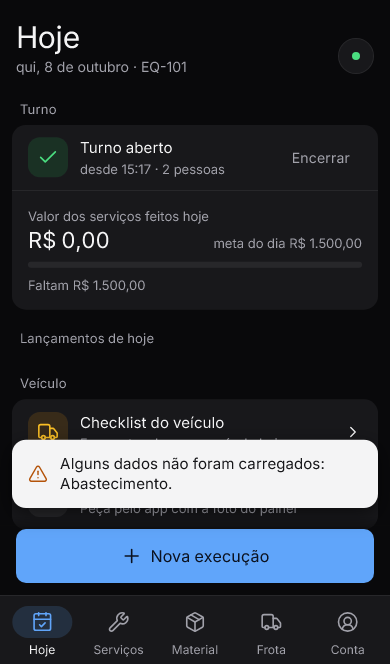 Hoje
qui, 8 de outubro · EQ-101
Turno
Turno aberto
desde 15:17 · 2 pessoas
Encerrar
Valor dos serviços feitos hoje
R$ 0,00
meta do dia R$ 1.500,00
Faltam R$ 1.500,00
Lançamentos de hoje
Veículo
Checklist do veículo
Alguns dados não foram carregados:
Abastecimento.
Peça pelo app com a foto do painel
Nova execução
Hoje
Serviços
Material
Frota
Conta